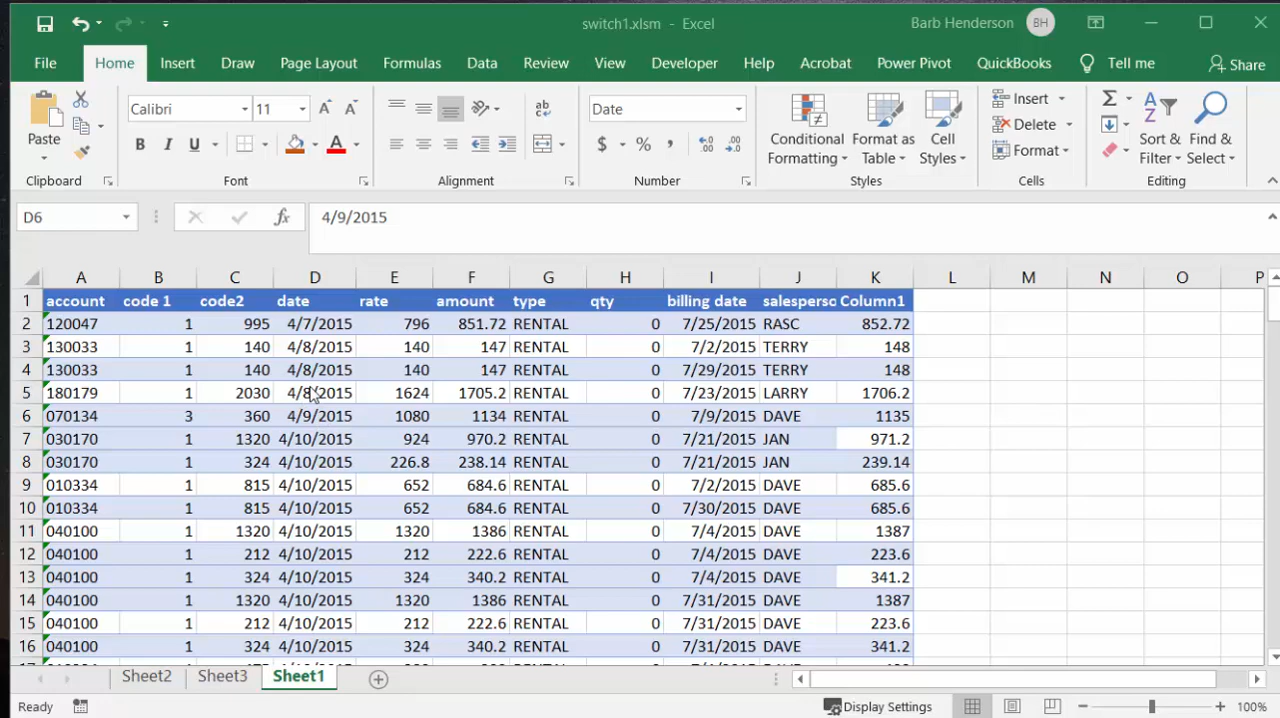 switch1.xlsm - Excel
Barb Henderson BH
File Home Insert Draw Page Layout Formulas Data Review View Developer Help Acrobat Power Pivot QuickBooks Tell me Share
Paste
Calibri 11
B I U A
Date
$ % ,
Conditional Formatting
Format as Table
Cell Styles
Insert
Delete
Format
Sort & Filter
Find & Select
Clipboard Font Alignment Number Styles Cells Editing
D6 fx 4/9/2015
A B C D E F G H I J K L M N O P
1 account code 1 code2 date rate amount type qty billing date salesperso Column1
2 120047 1 995 4/7/2015 796 851.72 RENTAL 0 7/25/2015 RASC 852.72
3 130033 1 140 4/8/2015 140 147 RENTAL 0 7/2/2015 TERRY 148
4 130033 1 140 4/8/2015 140 147 RENTAL 0 7/29/2015 TERRY 148
5 180179 1 2030 4/8/2015 1624 1705.2 RENTAL 0 7/23/2015 LARRY 1706.2
6 070134 3 360 4/9/2015 1080 1134 RENTAL 0 7/9/2015 DAVE 1135
7 030170 1 1320 4/10/2015 924 970.2 RENTAL 0 7/21/2015 JAN 971.2
8 030170 1 324 4/10/2015 226.8 238.14 RENTAL 0 7/21/2015 JAN 239.14
9 010334 1 815 4/10/2015 652 684.6 RENTAL 0 7/2/2015 DAVE 685.6
10 010334 1 815 4/10/2015 652 684.6 RENTAL 0 7/30/2015 DAVE 685.6
11 040100 1 1320 4/10/2015 1320 1386 RENTAL 0 7/4/2015 DAVE 1387
12 040100 1 212 4/10/2015 212 222.6 RENTAL 0 7/4/2015 DAVE 223.6
13 040100 1 324 4/10/2015 324 340.2 RENTAL 0 7/4/2015 DAVE 341.2
14 040100 1 1320 4/10/2015 1320 1386 RENTAL 0 7/31/2015 DAVE 1387
15 040100 1 212 4/10/2015 212 222.6 RENTAL 0 7/31/2015 DAVE 223.6
16 040100 1 324 4/10/2015 324 340.2 RENTAL 0 7/31/2015 DAVE 341.2
Sheet2 Sheet3 Sheet1
Ready Display Settings 100%